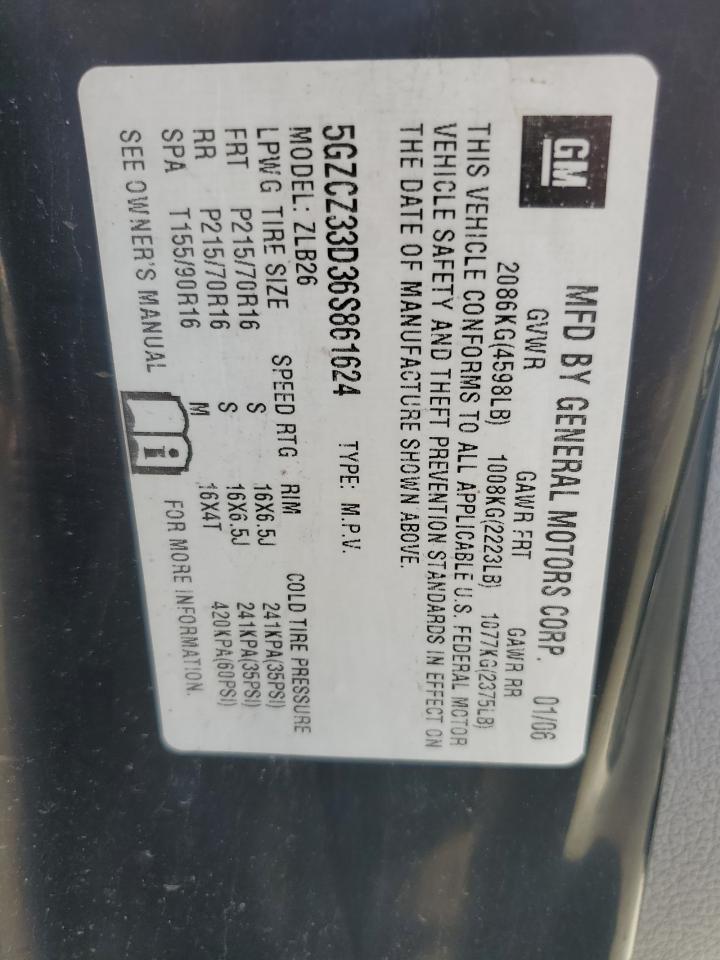 GM
MFD BY GENERAL MOTORS CORP. 01/06
GVWR GAWR FRT GAWR RR
2086KG(4598LB) 1008KG(2223LB) 1077KG(2375LB)
THIS VEHICLE CONFORMS TO ALL APPLICABLE U.S. FEDERAL MOTOR
VEHICLE SAFETY AND THEFT PREVENTION STANDARDS IN EFFECT ON
THE DATE OF MANUFACTURE SHOWN ABOVE.
5GZCZ33D36S861624 TYPE: M.P.V.
MODEL: ZLB26
LPWG TIRE SIZE SPEED RTG RIM COLD TIRE PRESSURE
FRT P215/70R16 S 16X6.5J 241KPA(35PSI)
RR P215/70R16 S 16X6.5J 241KPA(35PSI)
SPA T155/90R16 M 16X4T 420KPA(60PSI)
SEE OWNER'S MANUAL i FOR MORE INFORMATION.